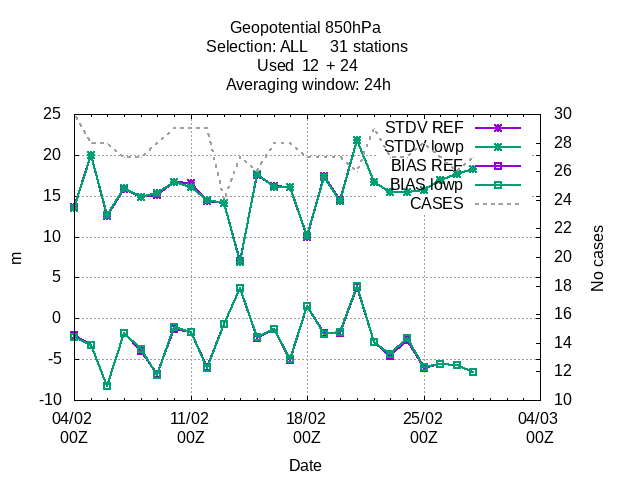 Geopotential 850hPa
Selection: ALL 31 stations
Used 12 + 24
Averaging window: 24h
25 30
STDV REF
28
STDV lowp
20
BIAS REF
26
BIAS lowp
15
24
CASES
22
10
20
m
No cases
5
18
0
16
14
-5
12
-10 10
04/02 11/02 18/02 25/02 04/03
00Z 00Z 00Z 00Z 00Z
Date